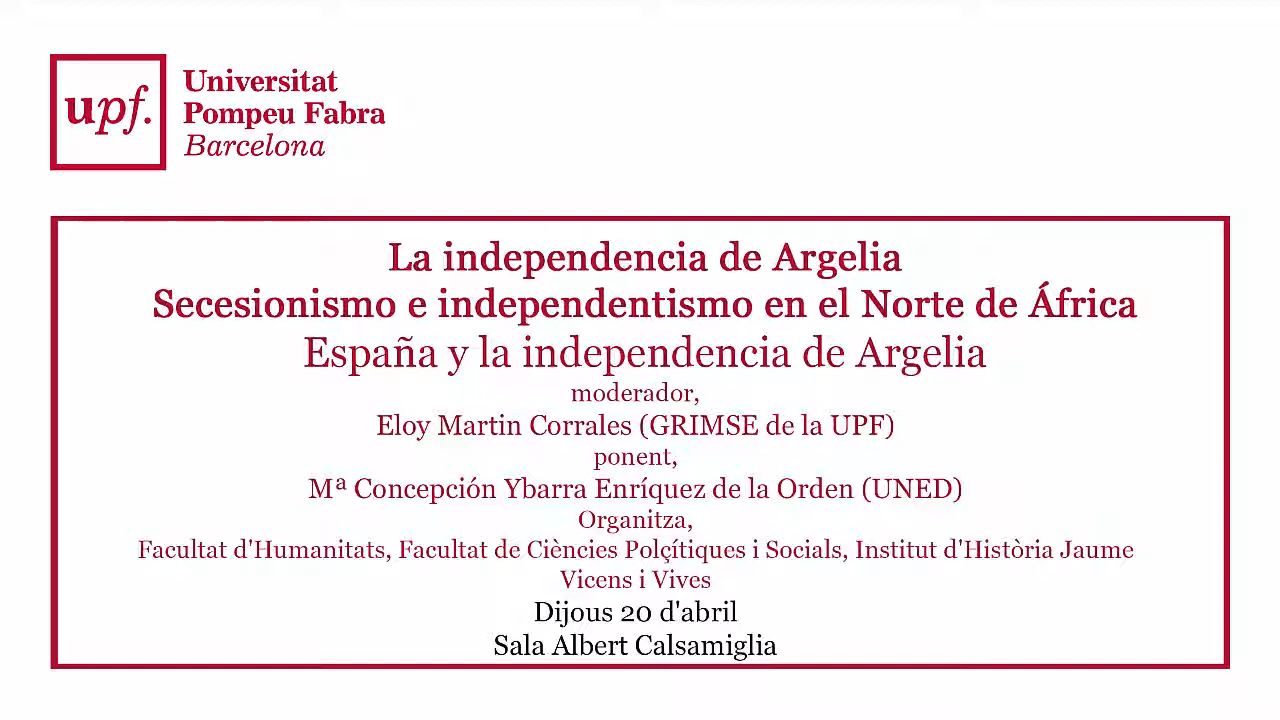 upf.
Universitat
Pompeu Fabra
Barcelona
La independencia de Argelia
Secesionismo e independentismo en el Norte de África
España y la independencia de Argelia
moderador,
Eloy Martin Corrales (GRIMSE de la UPF)
ponent,
Mª Concepción Ybarra Enríquez de la Orden (UNED)
Organitza,
Facultat d'Humanitats, Facultat de Ciències Polçítiques i Socials, Institut d'Història Jaume
Vicens i Vives
Dijous 20 d'abril
Sala Albert Calsamiglia